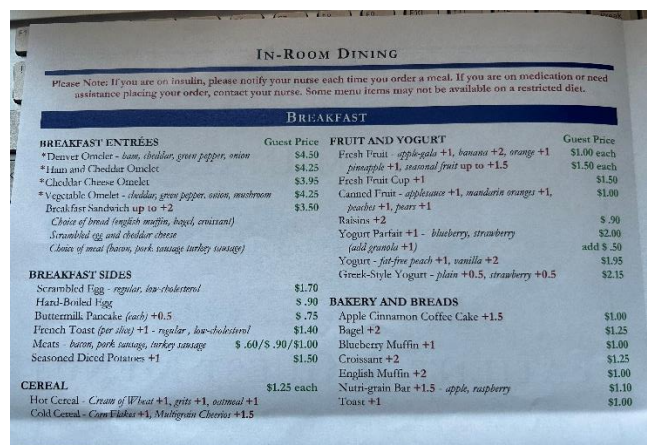 IN-ROOM DINING
Please Note: If you are on insulin, please notify your nurse each time you order a meal. If you are on medication or need
assistance placing your order, contact your nurse. Some menu items may not be available on a restricted diet.
BREAKFAST
BREAKFAST ENTRÉES Guest Price
*Denver Omelet - ham, cheddar, green pepper, onion $4.50
*Ham and Cheddar Omelet $4.25
*Cheddar Cheese Omelet $3.95
*Vegetable Omelet - cheddar, green pepper, onion, mushroom $4.25
Breakfast Sandwich up to +2 $3.50
Choice of bread (english muffin, bagel, croissant)
Scrambled egg and cheddar cheese
Choice of meat (bacon, pork sausage turkey sausage)
BREAKFAST SIDES
Scrambled Egg - regular, low-cholesterol $1.70
Hard-Boiled Egg $ .90
Buttermilk Pancake (each) +0.5 $ .75
French Toast (per slice) +1 - regular , low-cholesterol $1.40
Meats - bacon, pork sausage, turkey sausage $ .60/$ .90/$1.00
Seasoned Diced Potatoes +1 $1.50
CEREAL $1.25 each
Hot Cereal - Cream of Wheat +1, grits +1, oatmeal +1
Cold Cereal - Corn Flakes +1, Multigrain Cheerios +1.5
FRUIT AND YOGURT Guest Price
Fresh Fruit - apple-gala +1, banana +2, orange +1 $1.00 each
pineapple +1, seasonal fruit up to +1.5 $1.50 each
Fresh Fruit Cup +1 $1.50
Canned Fruit - applesauce +1, mandarin oranges +1, $1.00
peaches +1, pears +1
Raisins +2 $ .90
Yogurt Parfait +1 - blueberry, strawberry $2.00
(add granola +1) add $ .50
Yogurt - fat-free peach +1, vanilla +2 $1.95
Greek-Style Yogurt - plain +0.5, strawberry +0.5 $2.15
BAKERY AND BREADS
Apple Cinnamon Coffee Cake +1.5 $1.00
Bagel +2 $1.25
Blueberry Muffin +1 $1.00
Croissant +2 $1.25
English Muffin +2 $1.00
Nutri-grain Bar +1.5 - apple, raspberry $1.10
Toast +1 $1.00